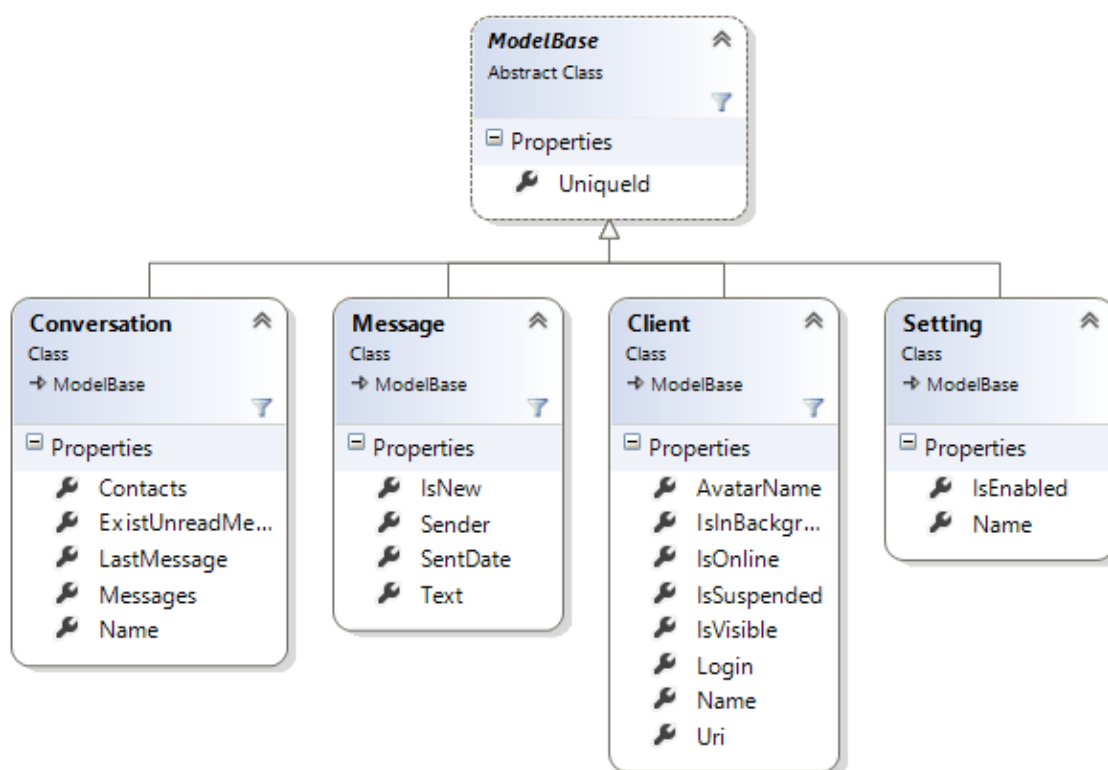 ModelBase
Abstract Class
Properties
UniqueId
Conversation
Class
ModelBase
Properties
Contacts
ExistUnreadMe...
LastMessage
Messages
Name
Message
Class
ModelBase
Properties
IsNew
Sender
SentDate
Text
Client
Class
ModelBase
Properties
AvatarName
IsInBackgr...
IsOnline
IsSuspended
IsVisible
Login
Name
Uri
Setting
Class
ModelBase
Properties
IsEnabled
Name